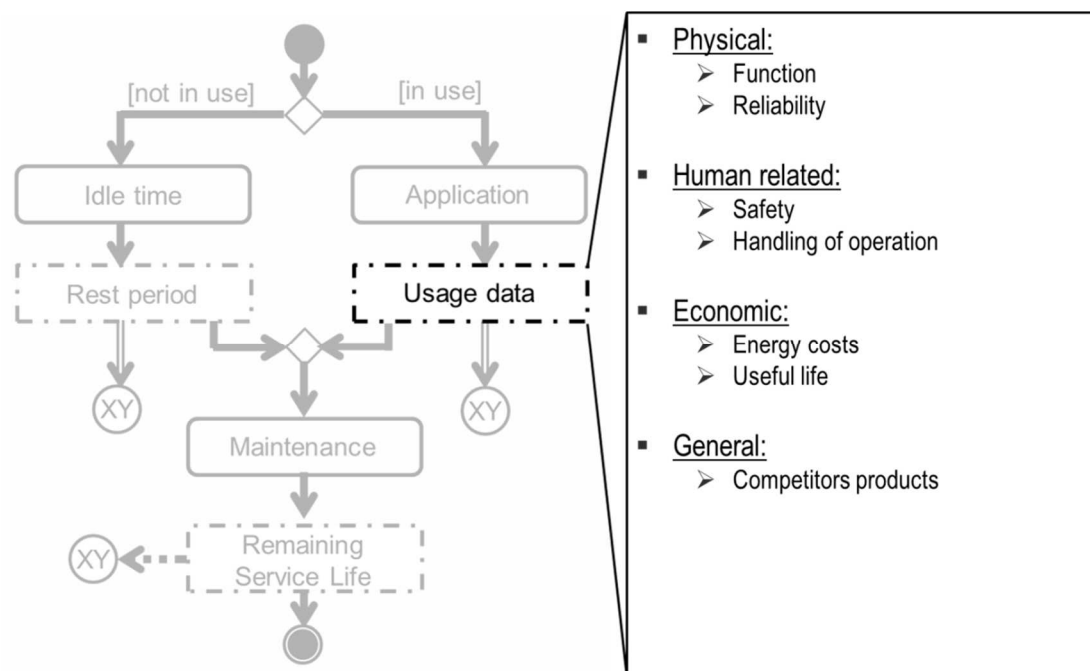 [not in use]
[in use]
Idle time
Application
Rest period
Usage data
XY
XY
Maintenance
XY
Remaining
Service Life
Physical:
Function
Reliability
Human related:
Safety
Handling of operation
Economic:
Energy costs
Useful life
General:
Competitors products